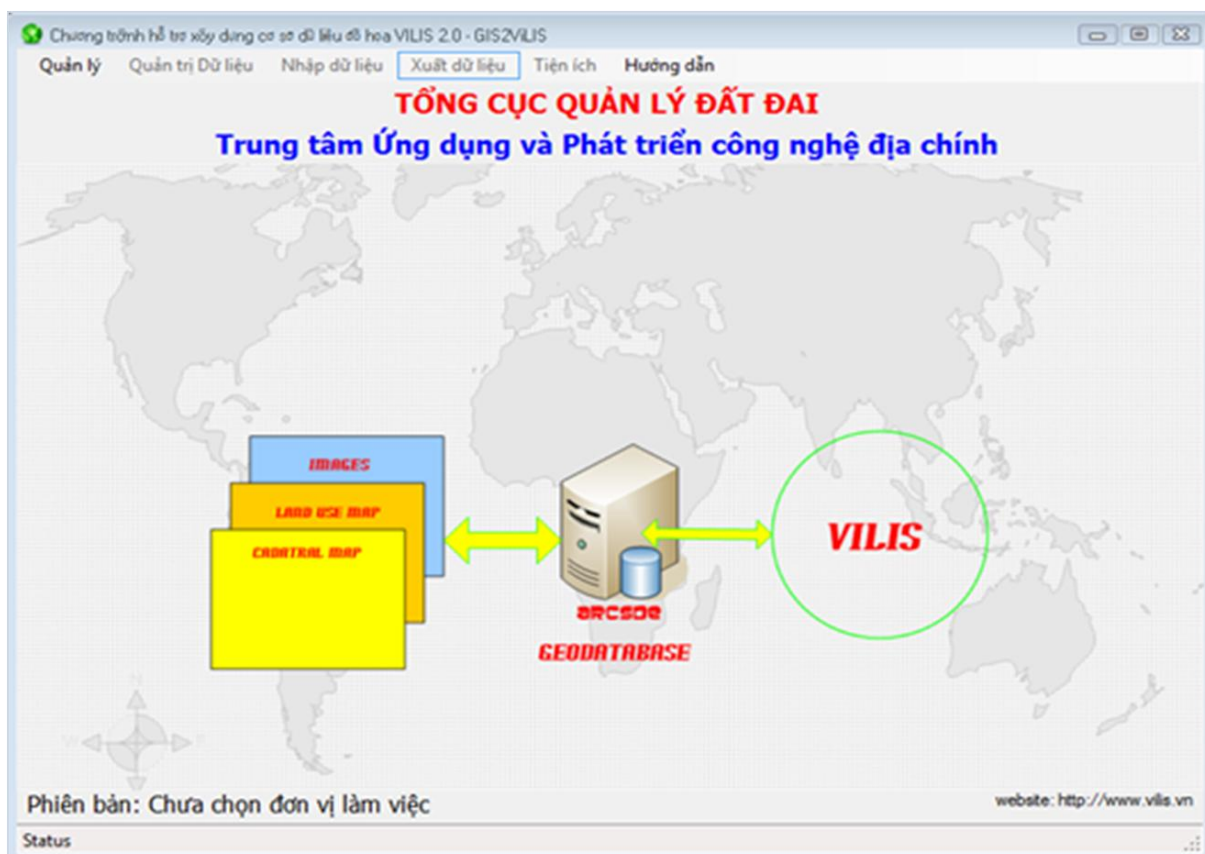 Chương trỡnh hỗ trợ xõy dựng cơ sở dữ liệu đồ họa VILIS 2.0 - GIS2ViLIS
Quản lý Quản trị Dữ liệu Nhập dữ liệu Xuất dữ liệu Tiện ích Hướng dẫn
TỔNG CỤC QUẢN LÝ ĐẤT ĐAI
Trung tâm Ứng dụng và Phát triển công nghệ địa chính
IMAGES
LAND USE MAP
CADATRAL MAP
ARCSDE
GEODATABASE
VILIS
N
W E
Phiên bản: Chưa chọn đơn vị làm việc
website: http://www.vilis.vn
Status